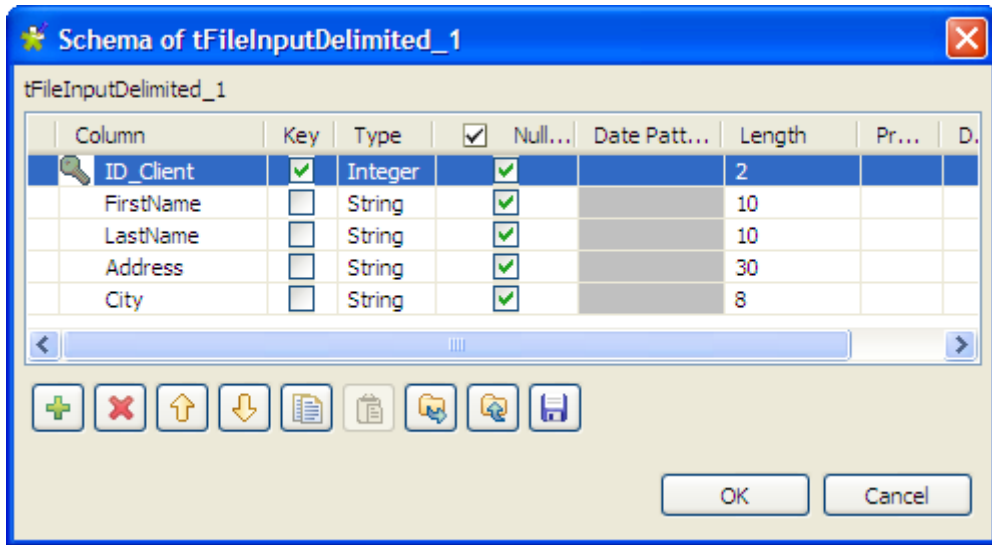 Schema of tFileInputDelimited_1
tFileInputDelimited_1
Column Key Type Null... Date Patt... Length Pr... D.
ID_Client Integer 2
FirstName String 10
LastName String 10
Address String 30
City String 8
OK Cancel